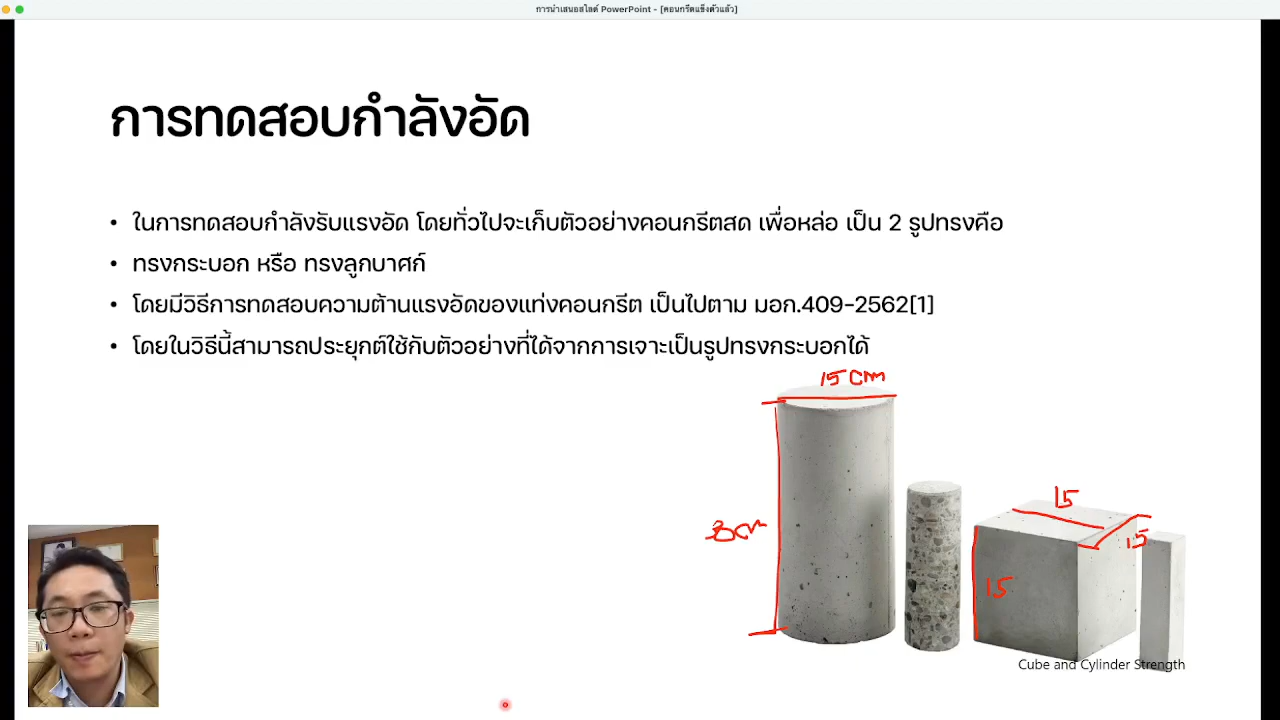 การนำเสนอสไลด์ PowerPoint - [คอนกรีตแข็งตัวแล้ว]
การทดสอบกำลังอัด
• ในการทดสอบกำลังรับแรงอัด โดยทั่วไปจะเก็บตัวอย่างคอนกรีตสด เพื่อหล่อ เป็น 2 รูปทรงคือ
• ทรงกระบอก หรือ ทรงลูกบาศก์
• โดยมีวิธีการทดสอบความต้านแรงอัดของแท่งคอนกรีต เป็นไปตาม มอก.409-2562[1]
• โดยในวิธีนี้สามารถประยุกต์ใช้กับตัวอย่างที่ได้จากการเจาะเป็นรูปทรงกระบอกได้
15 cm
15
15
15
Cube and Cylinder Strength